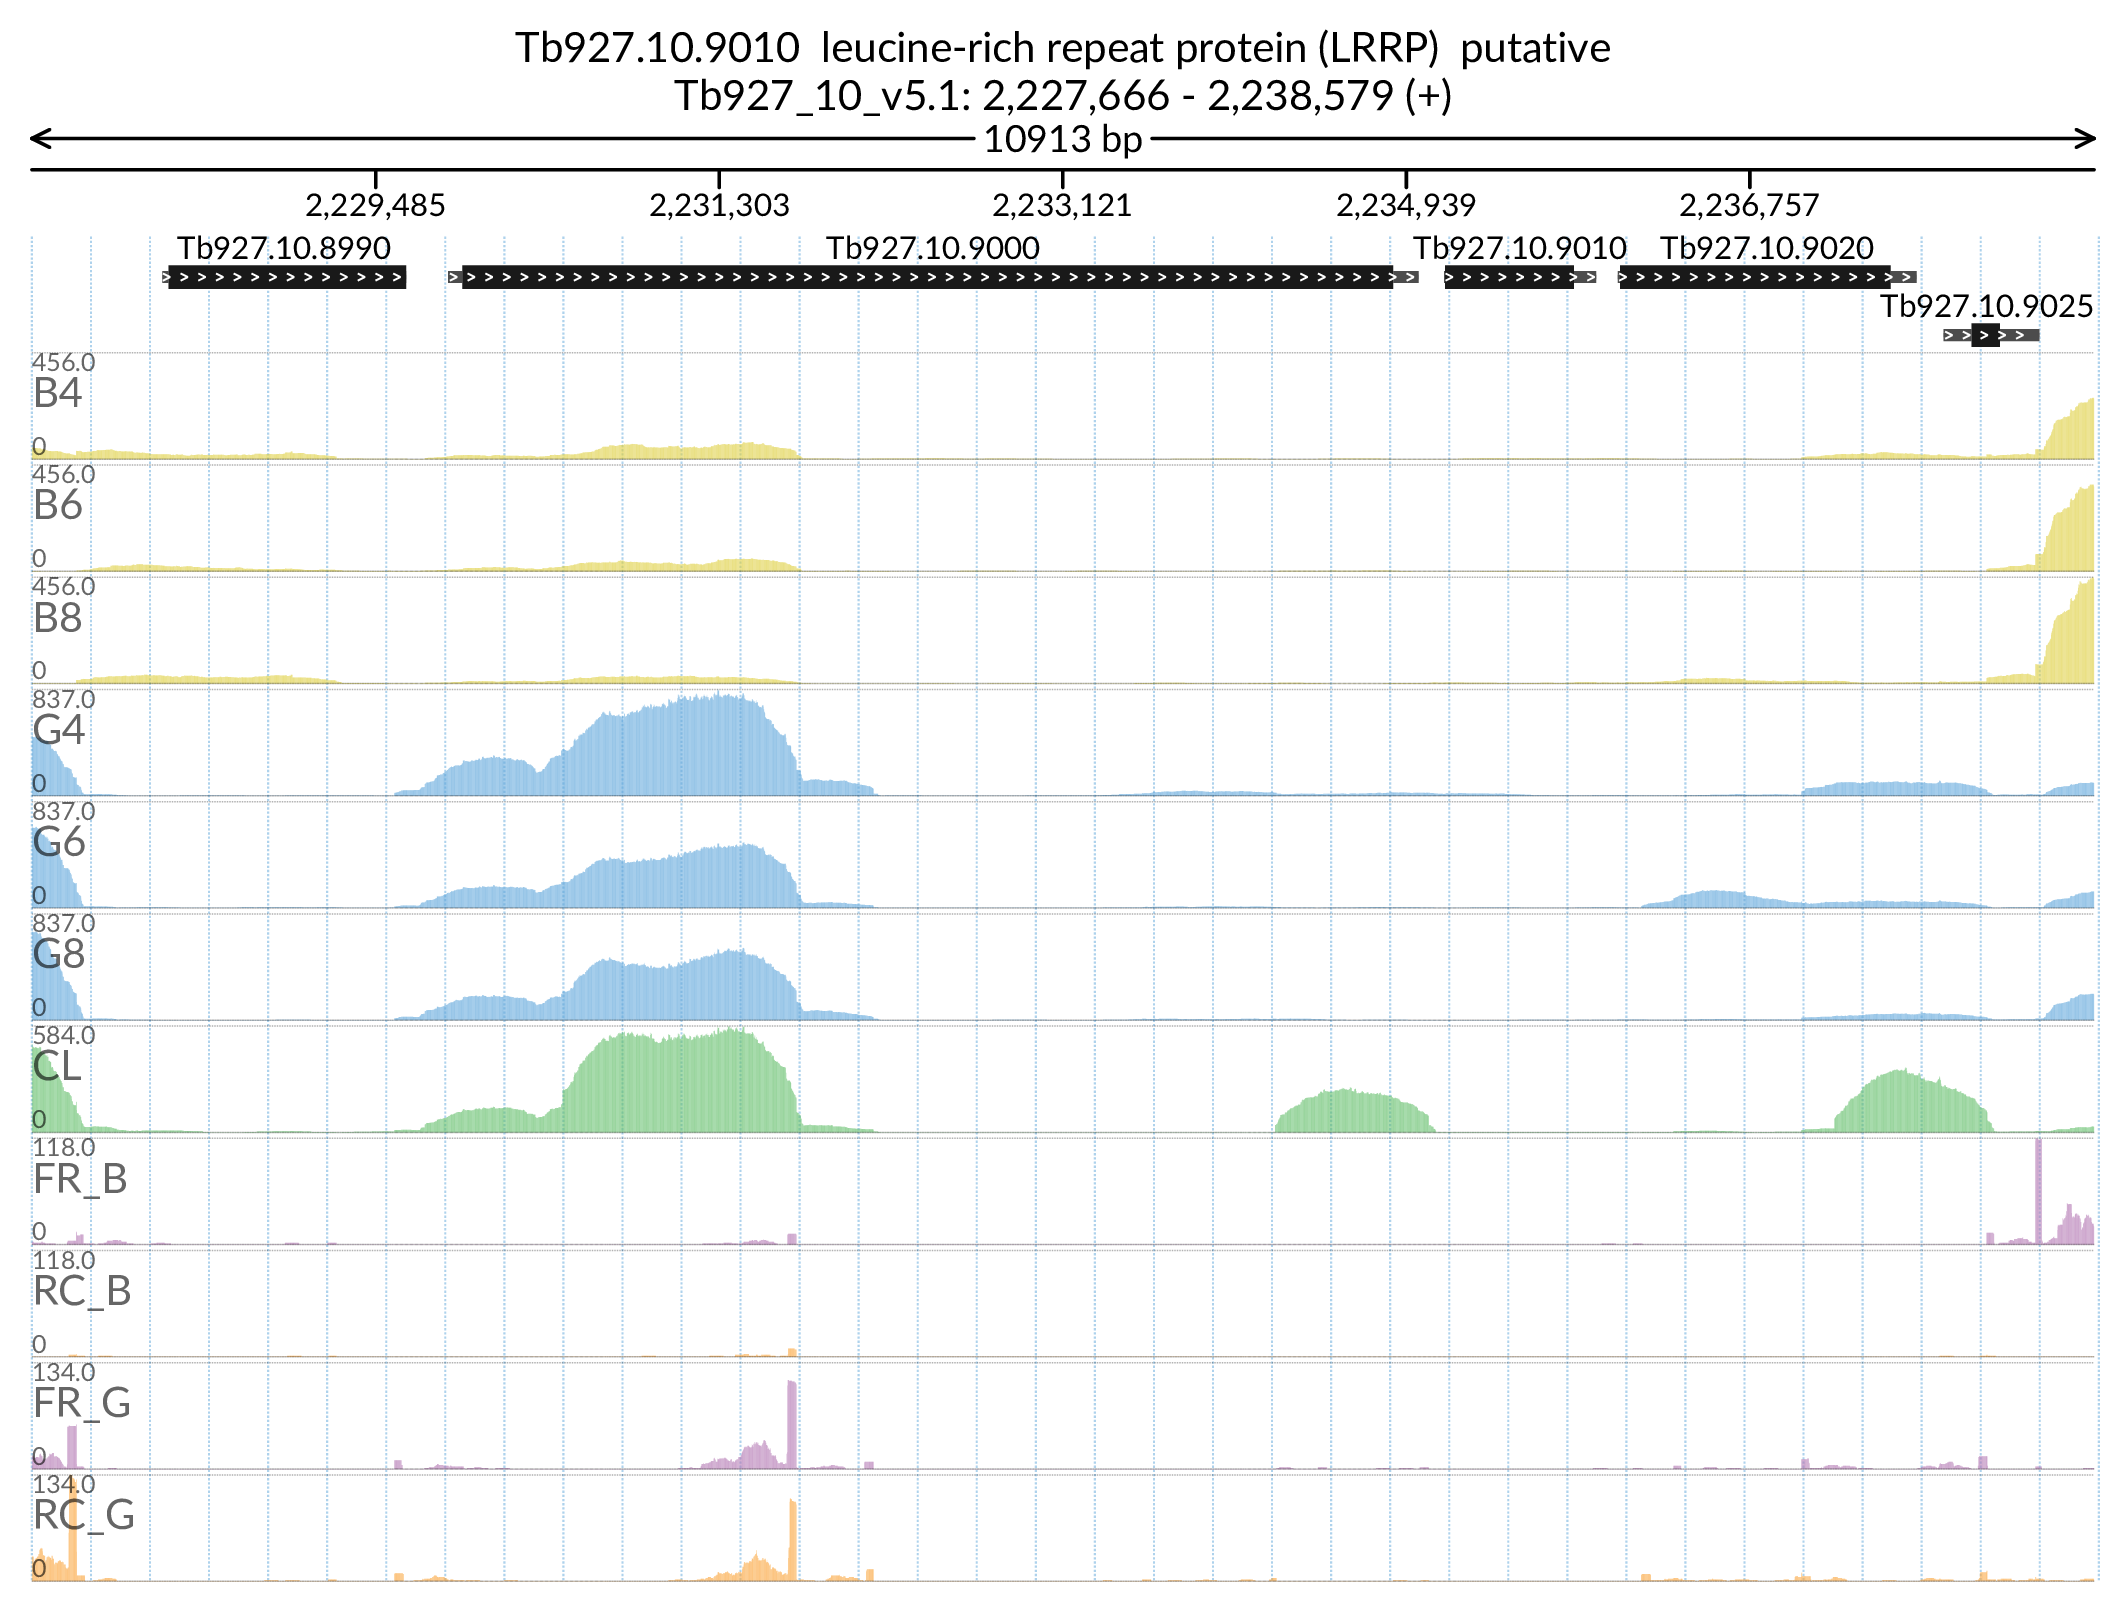 Tb927.10.9010 leucine-rich repeat protein (LRRP) putative
Tb927_10_v5.1: 2,227,666 - 2,238,579 (+)
10913 bp
2,229,485 2,231,303 2,233,121 2,234,939 2,236,757
Tb927.10.8990 Tb927.10.9000 Tb927.10.9010 Tb927.10.9020
Tb927.10.9025
456.0
B4
0
456.0
B6
0
456.0
B8
0
837.0
G4
0
837.0
G6
0
837.0
G8
0
584.0
CL
0
118.0
FR_B
0
118.0
RC_B
0
134.0
FR_G
0
134.0
RC_G
0